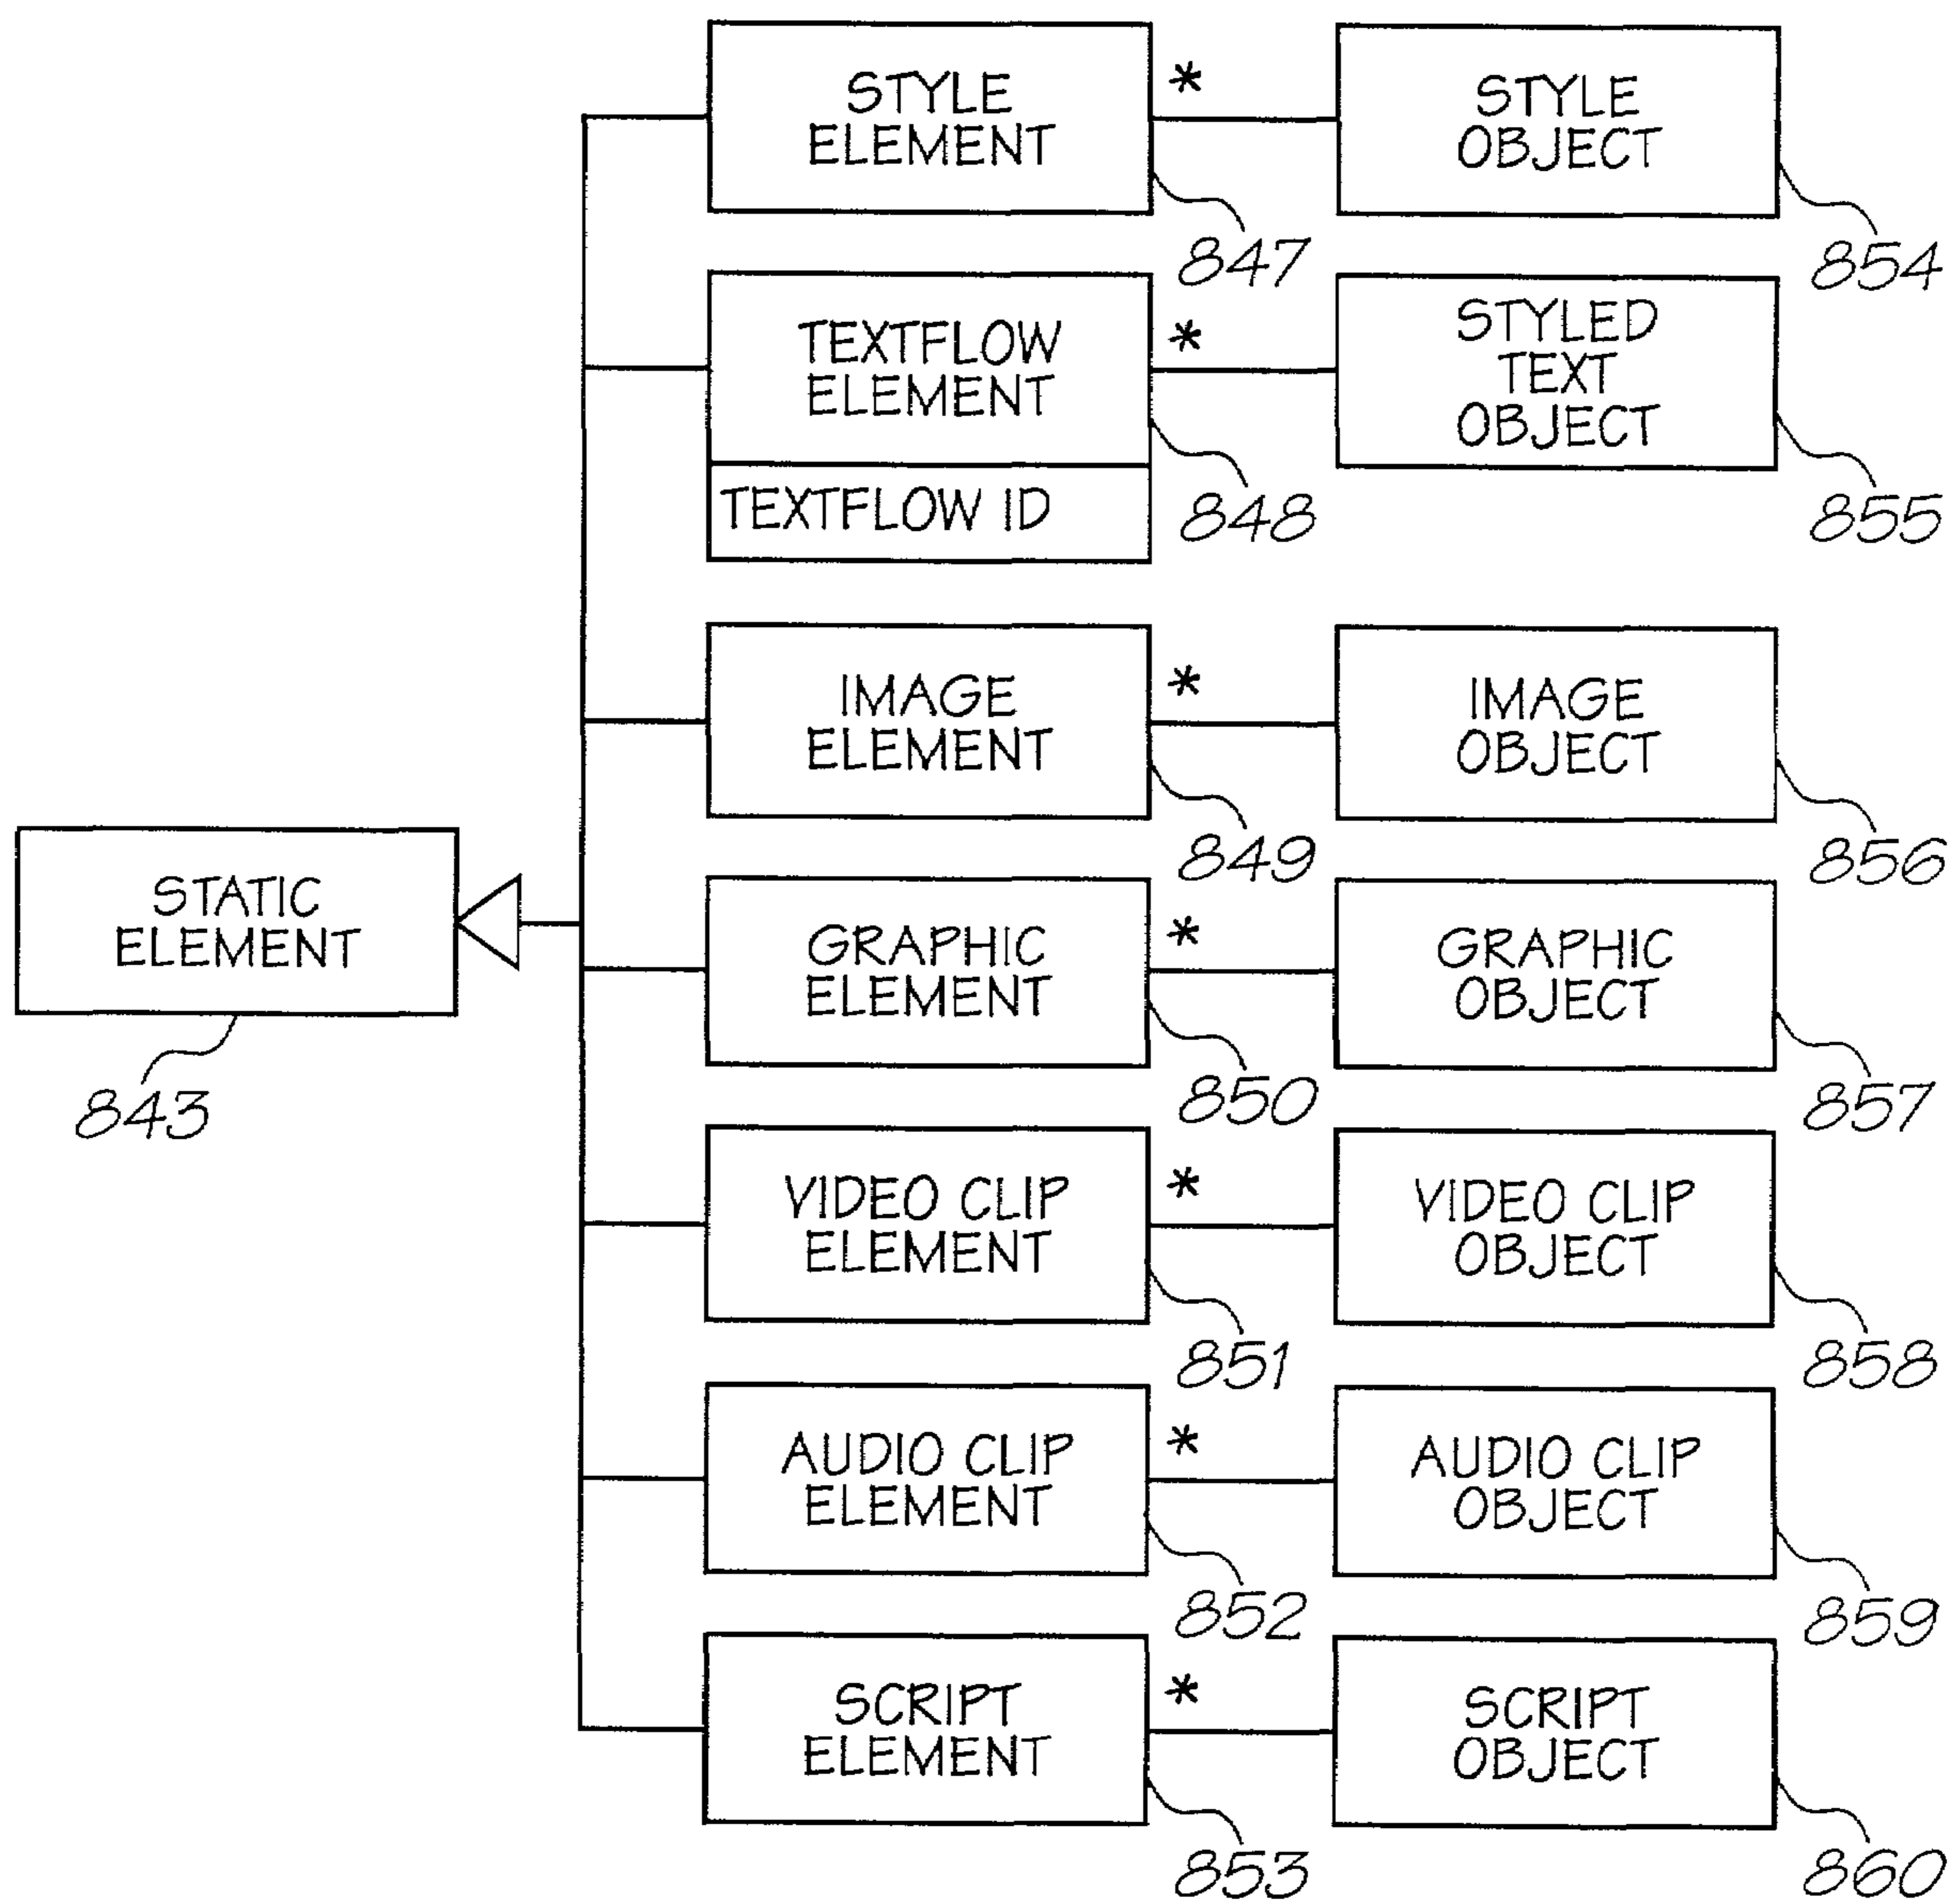 STYLE
ELEMENT
*
STYLE
OBJECT
847
854
TEXTFLOW
ELEMENT
TEXTFLOW ID
*
STYLED
TEXT
OBJECT
848
855
IMAGE
ELEMENT
*
IMAGE
OBJECT
849
856
STATIC
ELEMENT
843
GRAPHIC
ELEMENT
*
GRAPHIC
OBJECT
850
857
VIDEO CLIP
ELEMENT
*
VIDEO CLIP
OBJECT
851
858
AUDIO CLIP
ELEMENT
*
AUDIO CLIP
OBJECT
852
859
SCRIPT
ELEMENT
*
SCRIPT
OBJECT
853
860